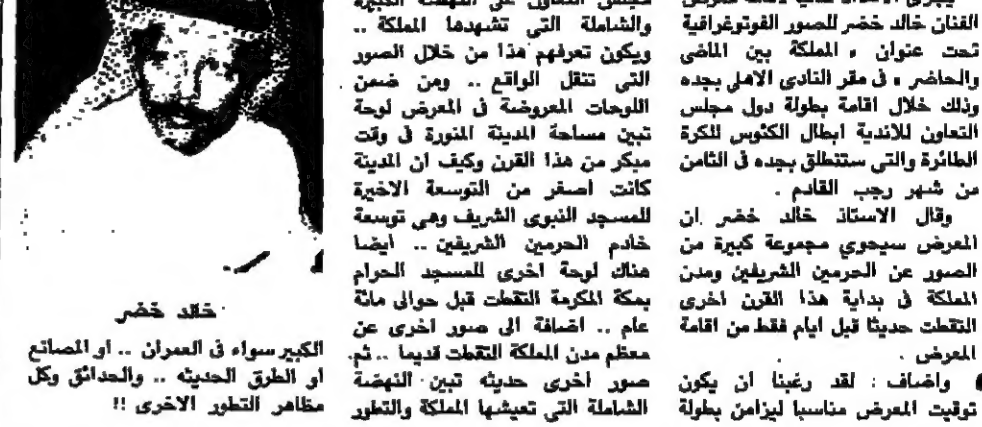 الفنان خالد خضر للصور الفوتوغرافية
تحت عنوان « المملكة بين الماضى
والحاضر » فى مقر النادى الاهلى بجده
وذلك خلال اقامة بطولة دول مجلس
التعاون للاندية ابطال الكئوس للكرة
الطائرة والتى ستنطلق بجده فى الثامن
من شهر رجب القادم .
وقال الاستاذ خالد خضر ان
المعرض سيحوي مجموعة كبيرة من
الصور عن الحرمين الشريفين ومدن
المملكة فى بداية هذا القرن اخرى
التقطت حديثا قبل ايام فقط من اقامة
المعرض .
واضاف : لقد رغبنا ان يكون
توقيت المعرض مناسبا ليزامن بطولة
والشاملة التى تشهدها المملكة ..
ويكون تعرفهم هذا من خلال الصور
التى تنقل الواقع .. ومن ضمن
اللوحات المعروضة فى المعرض لوحة
تبين مساحة المدينة المنورة فى وقت
مبكر من هذا القرن وكيف ان المدينة
كانت اصغر من التوسعة الاخيرة
للمسجد النبوى الشريف وهي توسعة
خادم الحرمين الشريفين .. ايضا
هناك لوحة اخرى للمسجد الحرام
بمكة المكرمة التقطت قبل حوالى مائة
عام .. اضافة الى صور اخرى عن
معظم مدن المملكة التقطت قديما .. ثم
صور اخرى حديثه تبين النهضة
الشاملة التى تعيشها المملكة والتطور
خالد خضر
الكبير سواء فى العمران .. او المصانع
او الطرق الحديثه .. والحدائق وكل
مظاهر التطور الاخرى !!